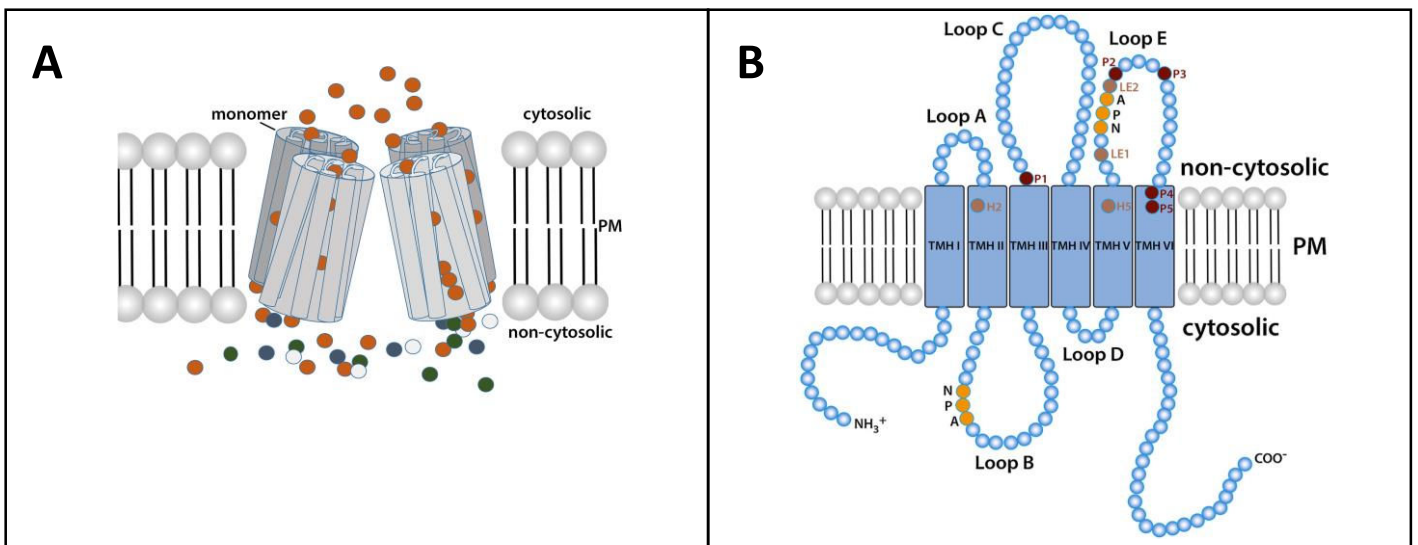 A
monomer
cytosolic
PM
non-cytosolic
B
Loop C
Loop E
P2
P3
LE2
A
P
N
Loop A
LE1
non-cytosolic
P1
P4
H2
H5
P5
TMH I
TMH II
TMH III
TMH IV
TMH V
TMH VI
PM
cytosolic
Loop D
N
P
A
NH₃⁺
Loop B
COO⁻